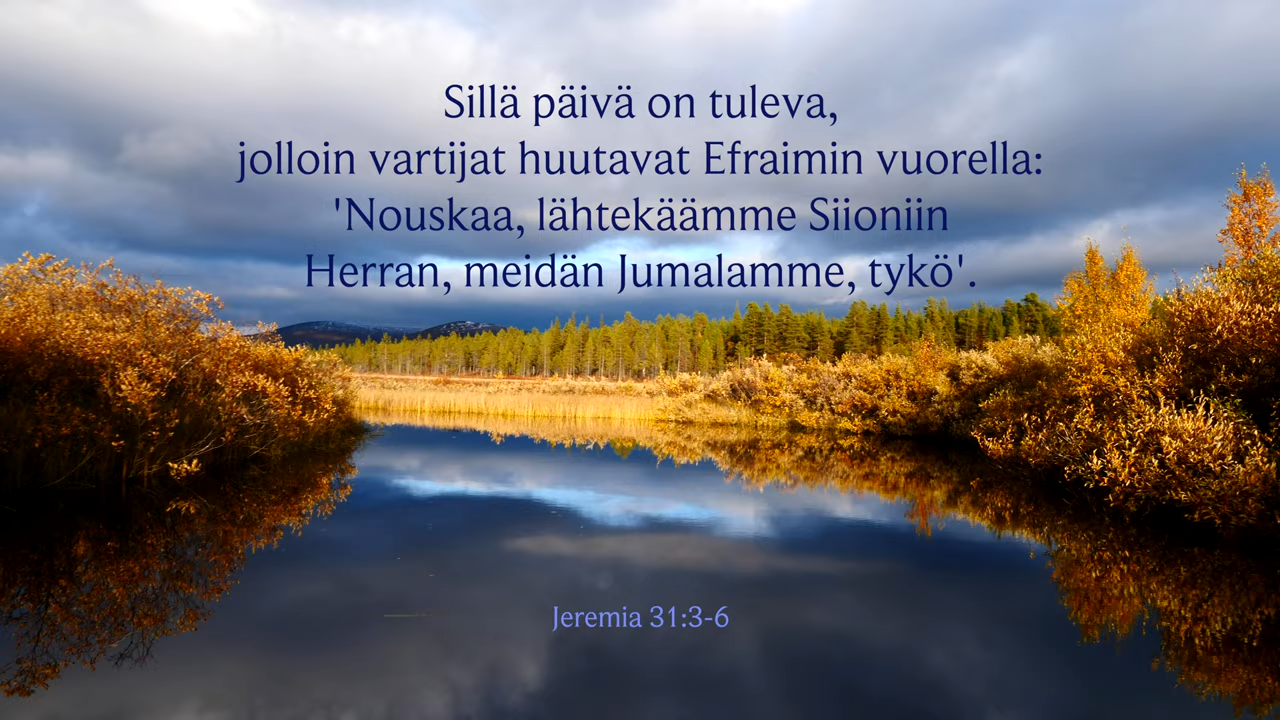 Sillä päivä on tuleva,
jolloin vartijat huutavat Efraimin vuorella:
'Nouskaa, lähtekäämme Siioniin
Herran, meidän Jumalamme, tykö'.
Jeremia 31:3-6